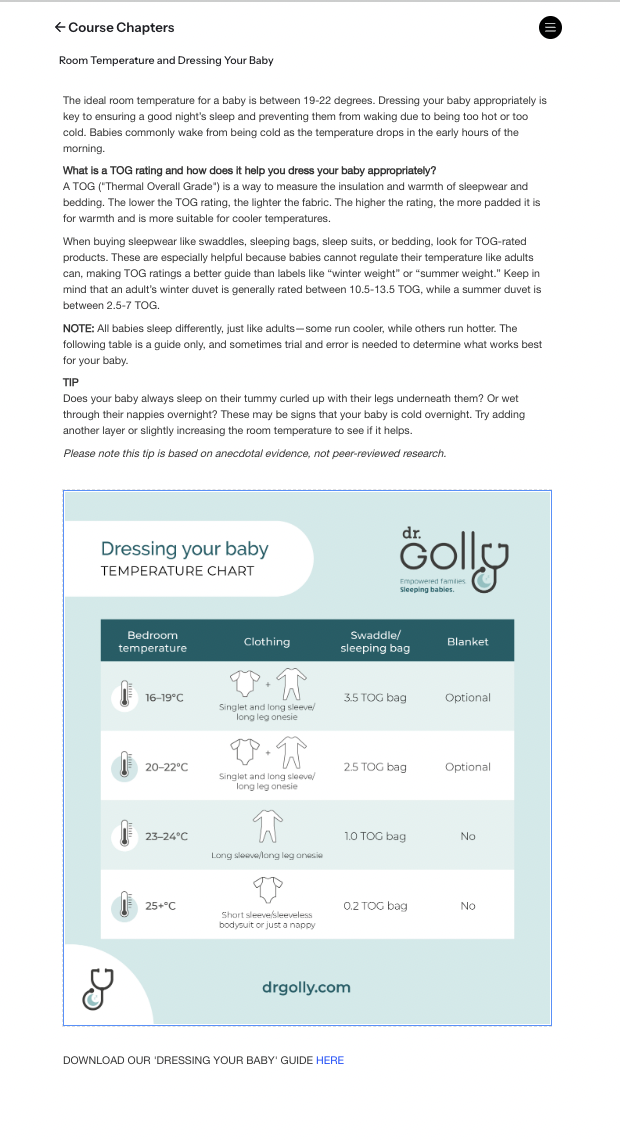 ← Course Chapters
Room Temperature and Dressing Your Baby
The ideal room temperature for a baby is between 19-22 degrees. Dressing your baby appropriately is
key to ensuring a good night's sleep and preventing them from waking due to being too hot or too
cold. Babies commonly wake from being cold as the temperature drops in the early hours of the
morning.
What is a TOG rating and how does it help you dress your baby appropriately?
A TOG ("Thermal Overall Grade") is a way to measure the insulation and warmth of sleepwear and
bedding. The lower the TOG rating, the lighter the fabric. The higher the rating, the more padded it is
for warmth and is more suitable for cooler temperatures.
When buying sleepwear like swaddles, sleeping bags, sleep suits, or bedding, look for TOG-rated
products. These are especially helpful because babies cannot regulate their temperature like adults
can, making TOG ratings a better guide than labels like “winter weight” or “summer weight.” Keep in
mind that an adult’s winter duvet is generally rated between 10.5-13.5 TOG, while a summer duvet is
between 2.5-7 TOG.
NOTE: All babies sleep differently, just like adults—some run cooler, while others run hotter. The
following table is a guide only, and sometimes trial and error is needed to determine what works best
for your baby.
TIP
Does your baby always sleep on their tummy curled up with their legs underneath them? Or wet
through their nappies overnight? These may be signs that your baby is cold overnight. Try adding
another layer or slightly increasing the room temperature to see if it helps.
Please note this tip is based on anecdotal evidence, not peer-reviewed research.
Dressing your baby
TEMPERATURE CHART
dr.
Golly
Empowered families.
Sleeping babies.
Bedroom
temperature
Clothing
Swaddle/
sleeping bag
Blanket
16–19°C
+
Singlet and long sleeve/
long leg onesie
3.5 TOG bag
Optional
20–22°C
+
Singlet and long sleeve/
long leg onesie
2.5 TOG bag
Optional
23–24°C
Long sleeve/long leg onesie
1.0 TOG bag
No
25+°C
Short sleeve/sleeveless
bodysuit or just a nappy
0.2 TOG bag
No
drgolly.com
DOWNLOAD OUR 'DRESSING YOUR BABY' GUIDE HERE